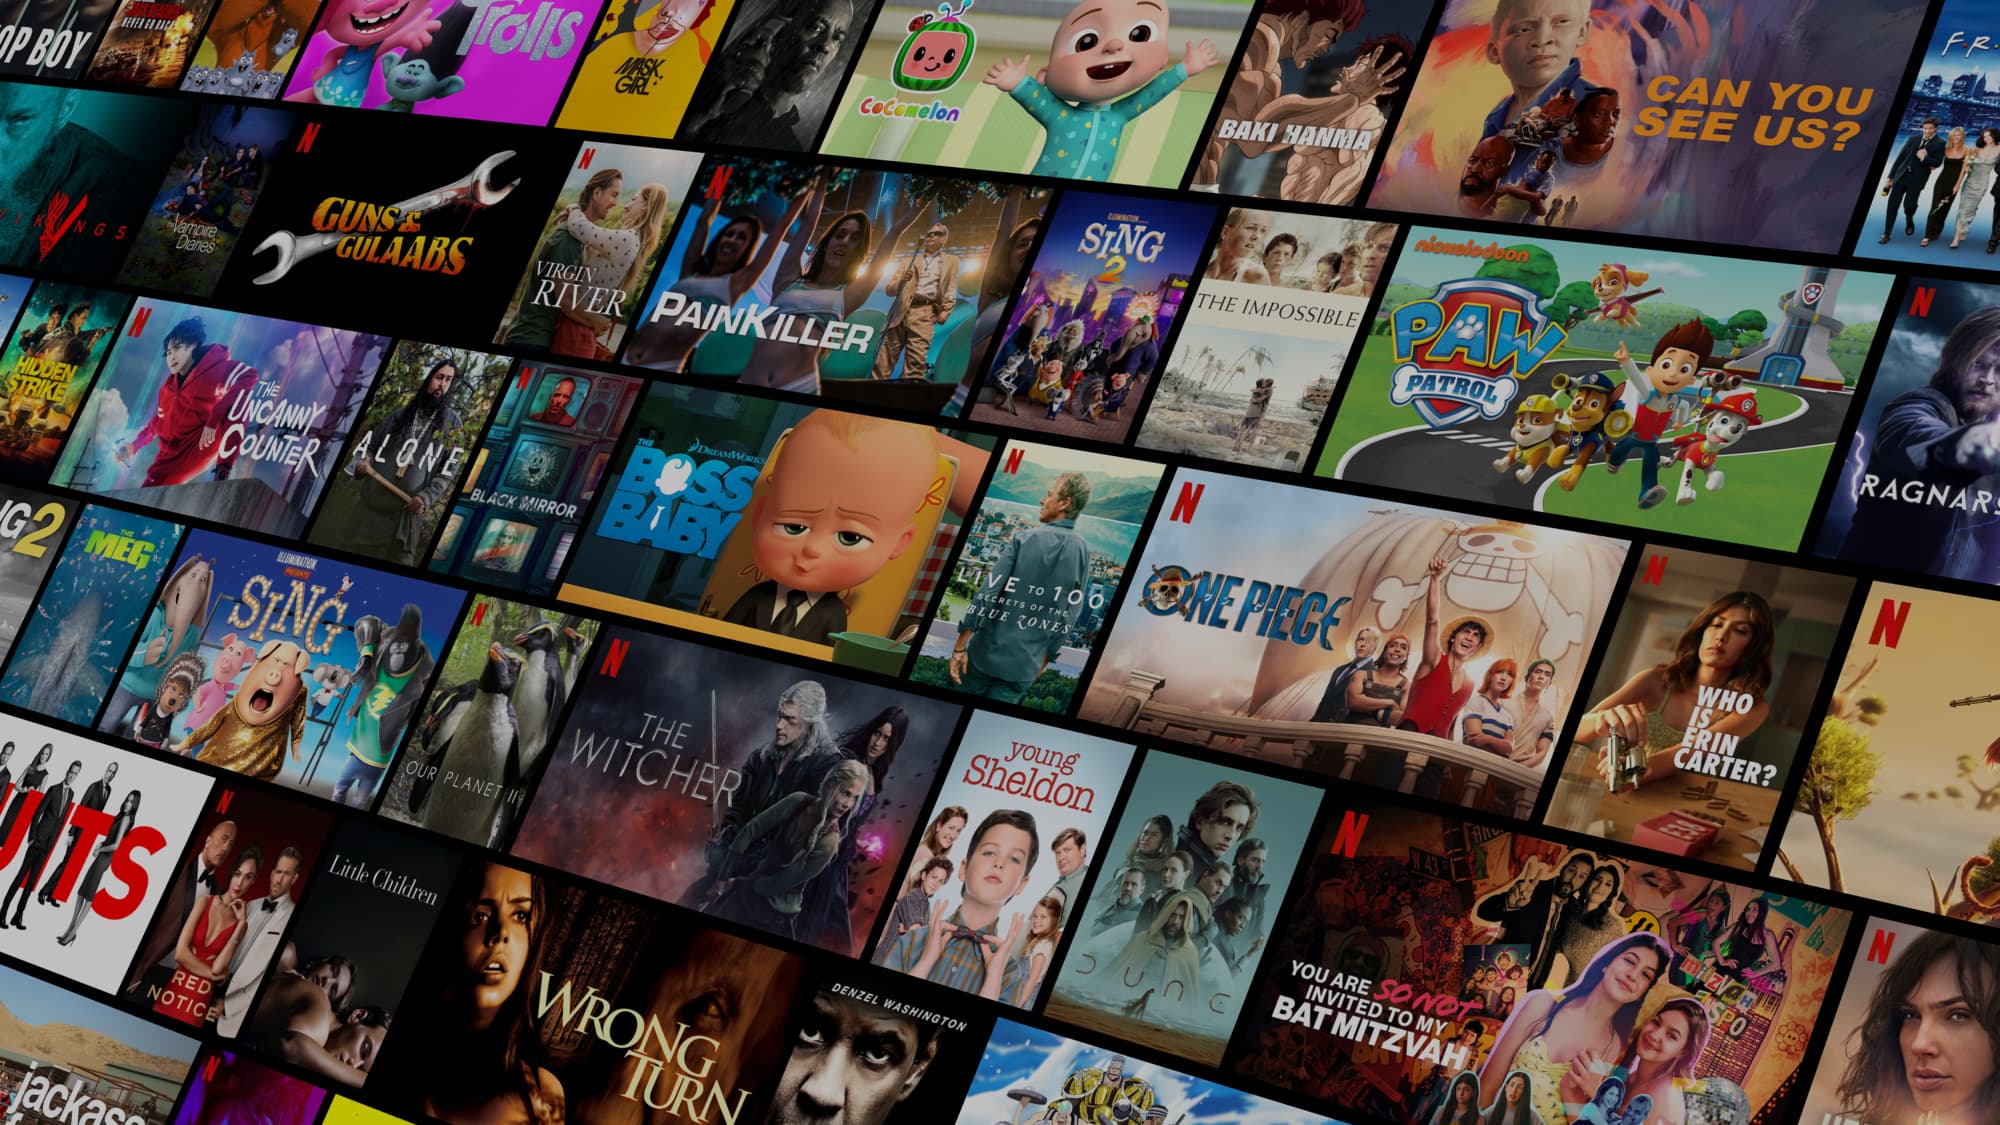 OP BOY
Trolls
MASK
GIRL
CoComelon
BAKI HANMA
CAN YOU
SEE US?
F•R•
VIKINGS
The
Vampire
Diaries
N
GUNS &
GULAABS
N
VIRGIN
RIVER
N
PAINKILLER
ILLUMINATION
SING
2
THE IMPOSSIBLE
nickelodeon
PAW
PATROL
N
RAGNAR
HIDDEN
STRIKE
N
THE
UNCANNY
COUNTER
ALONE
N
BLACK MIRROR
DREAMWORKS
THE
BOSS
BABY
N
LIVE TO 100
SECRETS OF THE
BLUE ZONES
N
ONE PIECE
N
WHO
IS
ERIN
CARTER?
N
NG2
THE
MEG
ILLUMINATION
PRESENTS
SING
N
OUR PLANET II
N
THE
WITCHER
young
Sheldon
DUNE
N
YOU ARE SO NOT
INVITED TO MY
BAT MITZVAH
N
UITS
N
RED
NOTICE
Little Children
WRONG
TURN
DENZEL WASHINGTON
jackass
N